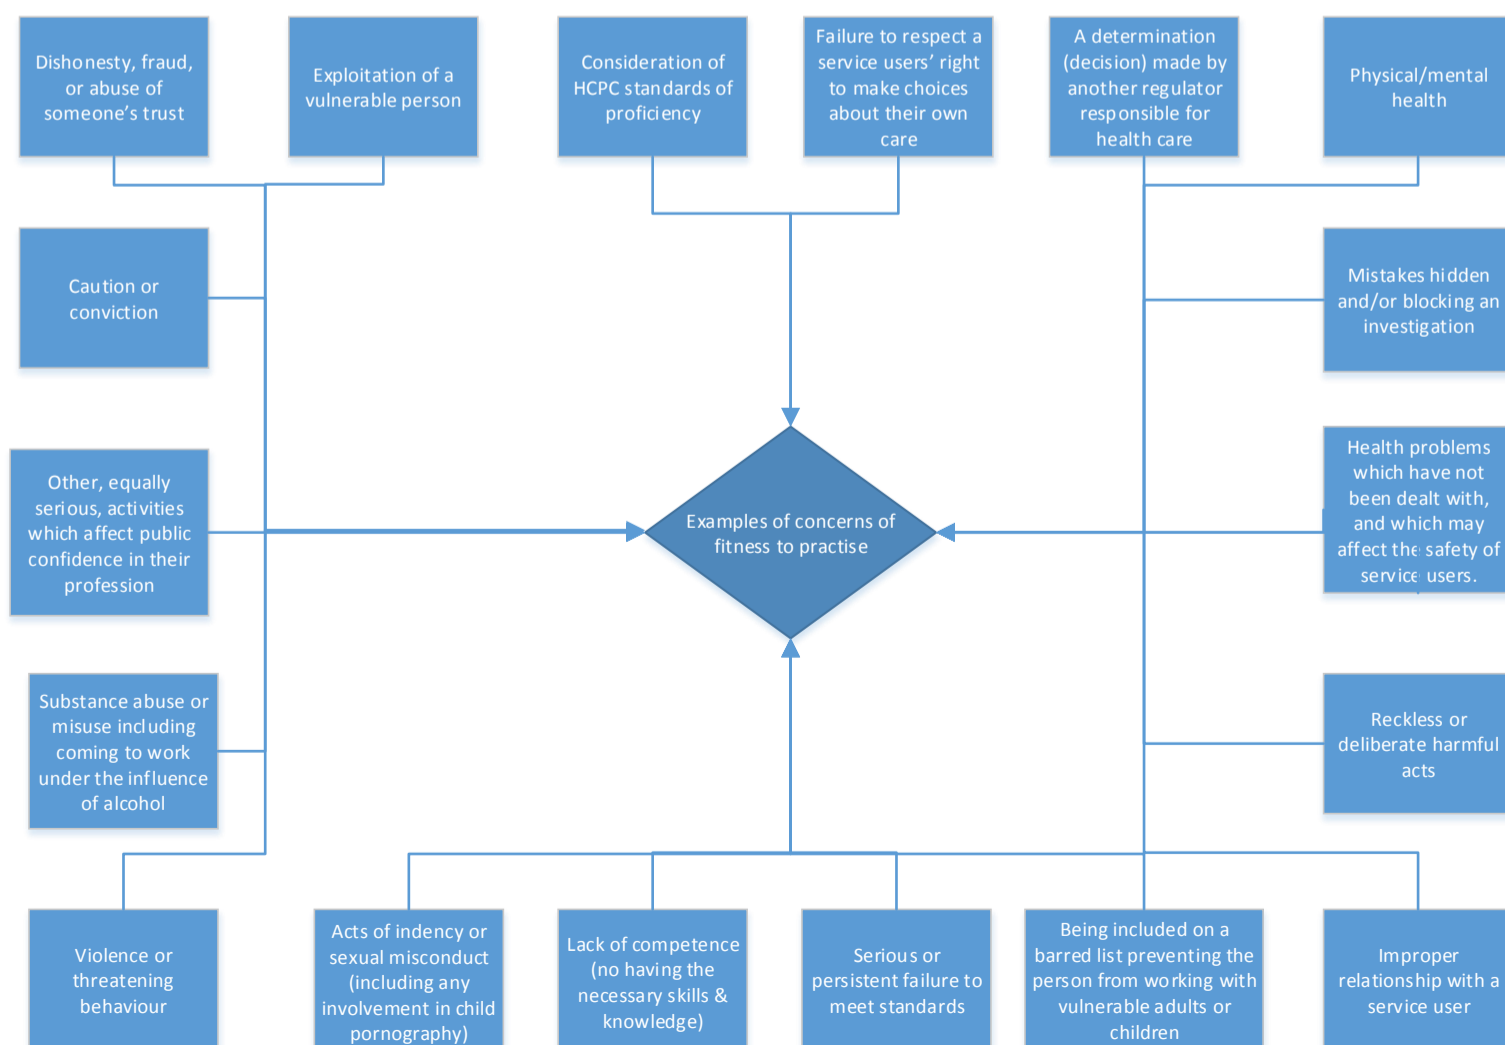 Dishonesty, fraud,
or abuse of
someone's trust
Exploitation of a
vulnerable person
Consideration of
HCPC standards of
proficiency
Failure to respect a
service users' right
to make choices
about their own
care
A determination
(decision) made by
another regulator
responsible for
health care
Physical/mental
health
Caution or
conviction
Mistakes hidden
and/or blocking an
investigation
Other, equally
serious, activities
which affect public
confidence in their
profession
Examples of concerns of
fitness to practise
Health problems
which have not
been dealt with,
and which may
affect the safety of
service users.
Substance abuse or
misuse including
coming to work
under the influence
of alcohol
Reckless or
deliberate harmful
acts
Violence or
threatening
behaviour
Acts of indency or
sexual misconduct
(including any
involvement in child
pornography)
Lack of competence
(no having the
necessary skills &
knowledge)
Serious or
persistent failure to
meet standards
Being included on a
barred list preventing the
person from working with
vulnerable adults or
children
Improper
relationship with a
service user